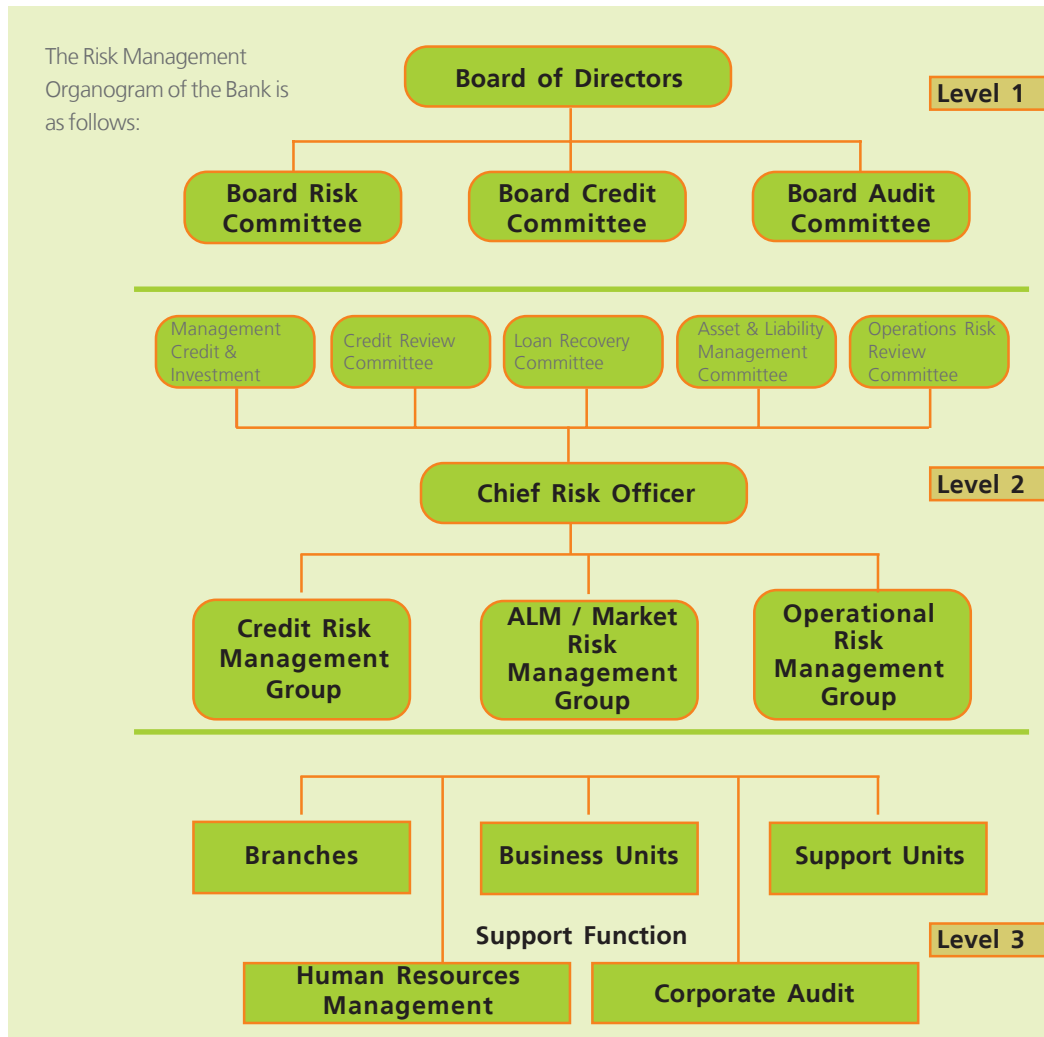 The Risk Management
Organogram of the Bank is
as follows:
Board of Directors
Level 1
Board Risk
Committee
Board Credit
Committee
Board Audit
Committee
Management
Credit &
Investment
Credit Review
Committee
Loan Recovery
Committee
Asset & Liability
Management
Committee
Operations Risk
Review
Committee
Chief Risk Officer
Level 2
Credit Risk
Management
Group
ALM / Market
Risk
Management
Group
Operational
Risk
Management
Group
Branches
Business Units
Support Units
Support Function
Level 3
Human Resources
Management
Corporate Audit